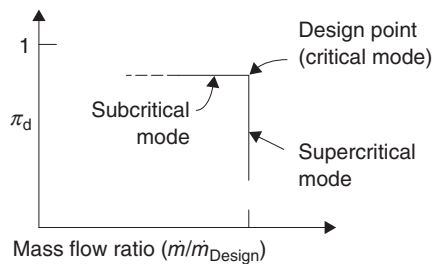 Design point
(critical mode)
1
Subcritical
mode
π_d
Supercritical
mode
Mass flow ratio (ṁ/ṁ_Design)